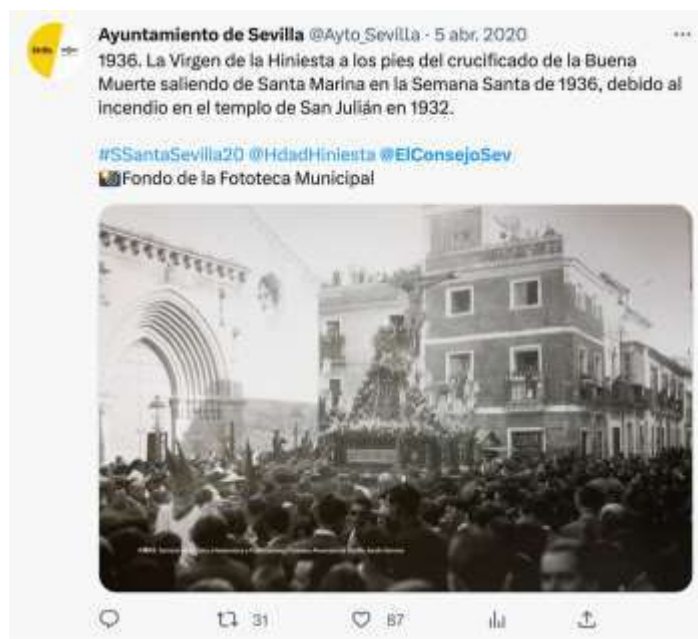 Ayuntamiento de Sevilla @Ayto_Sevilla · 5 abr. 2020
1936. La Virgen de la Hiniesta a los pies del crucificado de la Buena
Muerte saliendo de Santa Marina en la Semana Santa de 1936, debido al
incendio en el templo de San Julián en 1932.
#SSantaSevilla20 @HdadHiniesta @ElConsejoSev
Fondo de la Fototeca Municipal
31
87